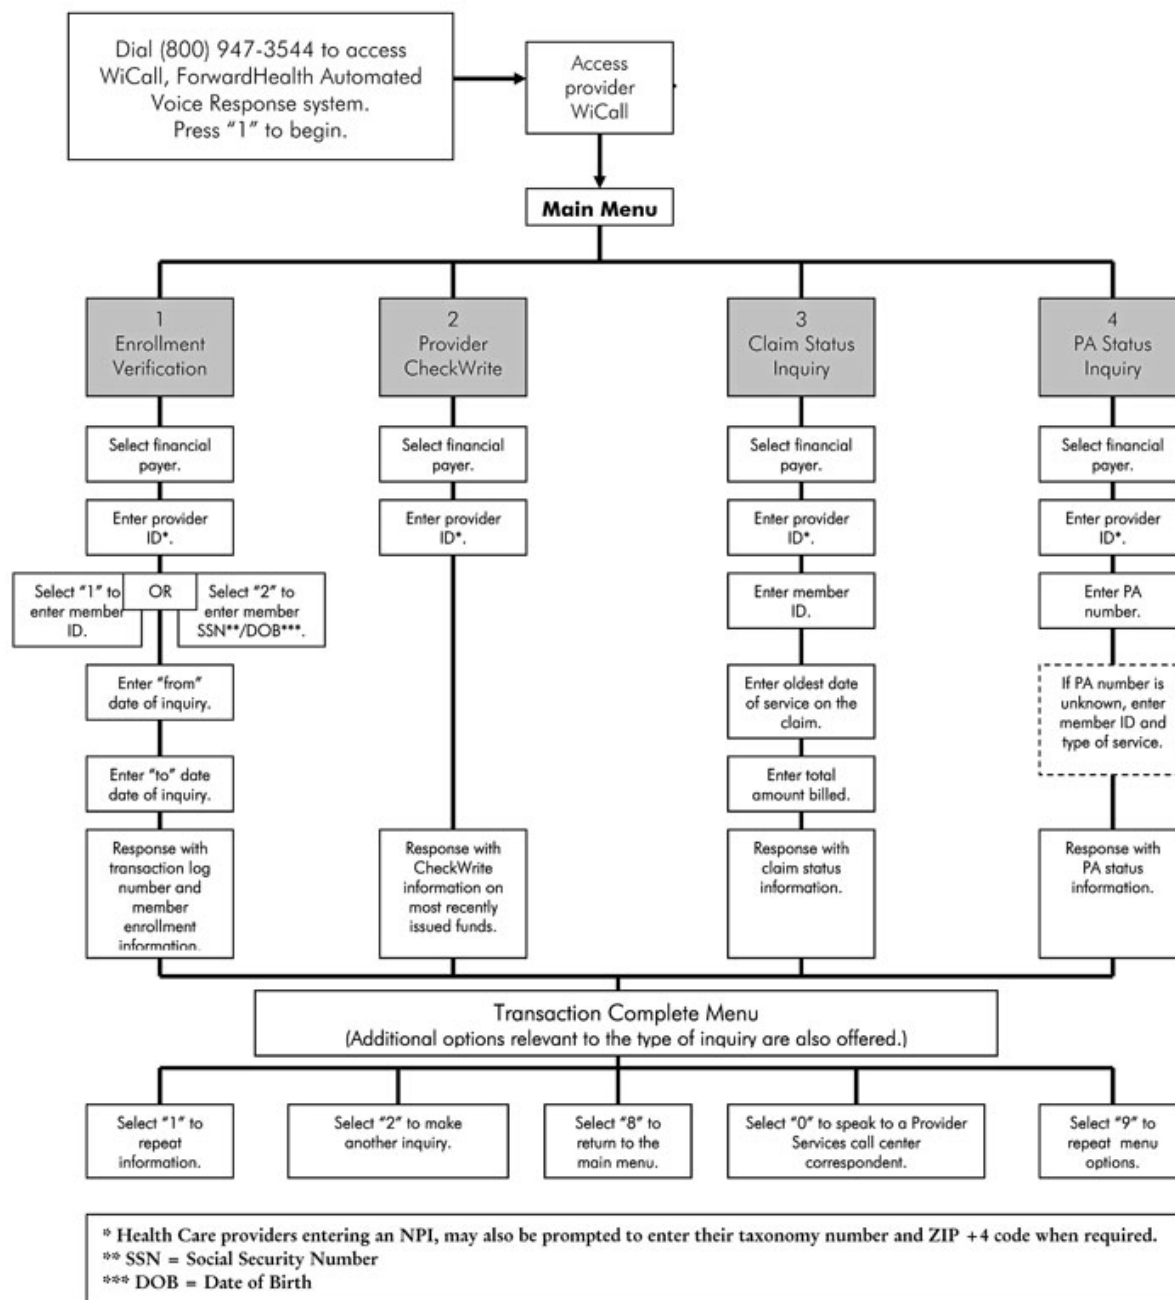 Dial (800) 947-3544 to access
WiCall, ForwardHealth Automated
Voice Response system.
Press “1” to begin.
Access
provider
WiCall
Main Menu
1
Enrollment
Verification
2
Provider
CheckWrite
3
Claim Status
Inquiry
4
PA Status
Inquiry
Select financial
payer.
Select financial
payer.
Select financial
payer.
Select financial
payer.
Enter provider
ID*.
Enter provider
ID*.
Enter provider
ID*.
Enter provider
ID*.
Select “1” to
enter member
ID.
OR
Select “2” to
enter member
SSN**/DOB***.
Enter member
ID.
Enter PA
number.
Enter “from”
date of inquiry.
Enter oldest date
of service on the
claim.
If PA number is
unknown, enter
member ID and
type of service.
Enter “to” date
date of inquiry.
Enter total
amount billed.
Response with
transaction log
number and
member
enrollment
information.
Response with
CheckWrite
information on
most recently
issued funds.
Response with
claim status
information.
Response with
PA status
information.
Transaction Complete Menu
(Additional options relevant to the type of inquiry are also offered.)
Select “1” to
repeat
information.
Select “2” to make
another inquiry.
Select “8” to
return to the
main menu.
Select “0” to speak to a Provider
Services call center
correspondent.
Select “9” to
repeat menu
options.
* Health Care providers entering an NPI, may also be prompted to enter their taxonomy number and ZIP +4 code when required.
** SSN = Social Security Number
*** DOB = Date of Birth